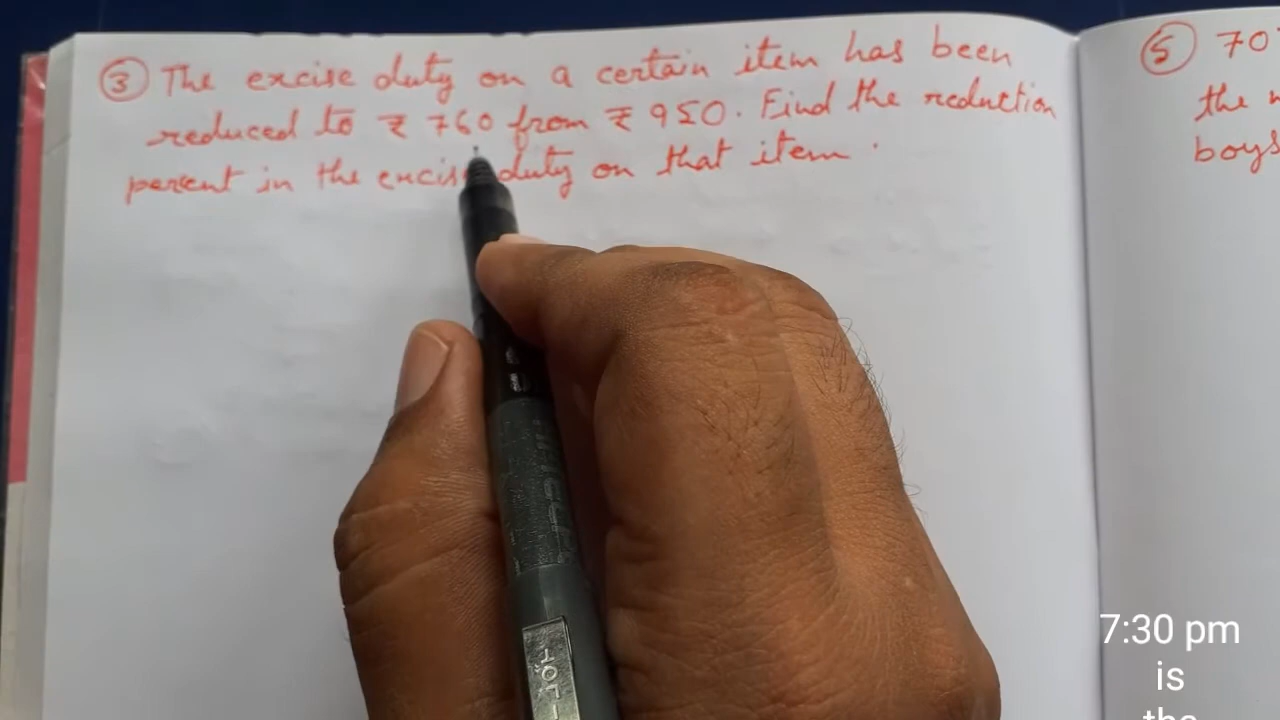 ③ The excise duty on a certain item has been
reduced to ₹ 760 from ₹ 950. Find the reduction
percent in the excise duty on that item.
⑤ 70
the
boys
7:30 pm
is
the